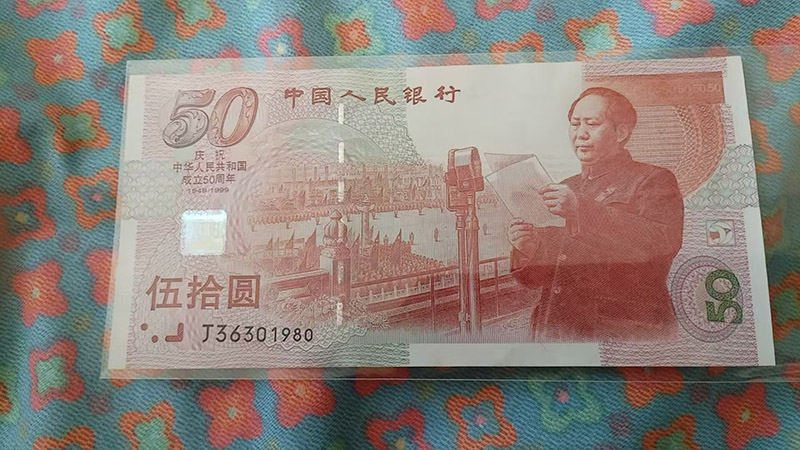 50
中国人民银行
庆祝
中华人民共和国
成立50周年
1949-1999
伍拾圆
J36301980
50